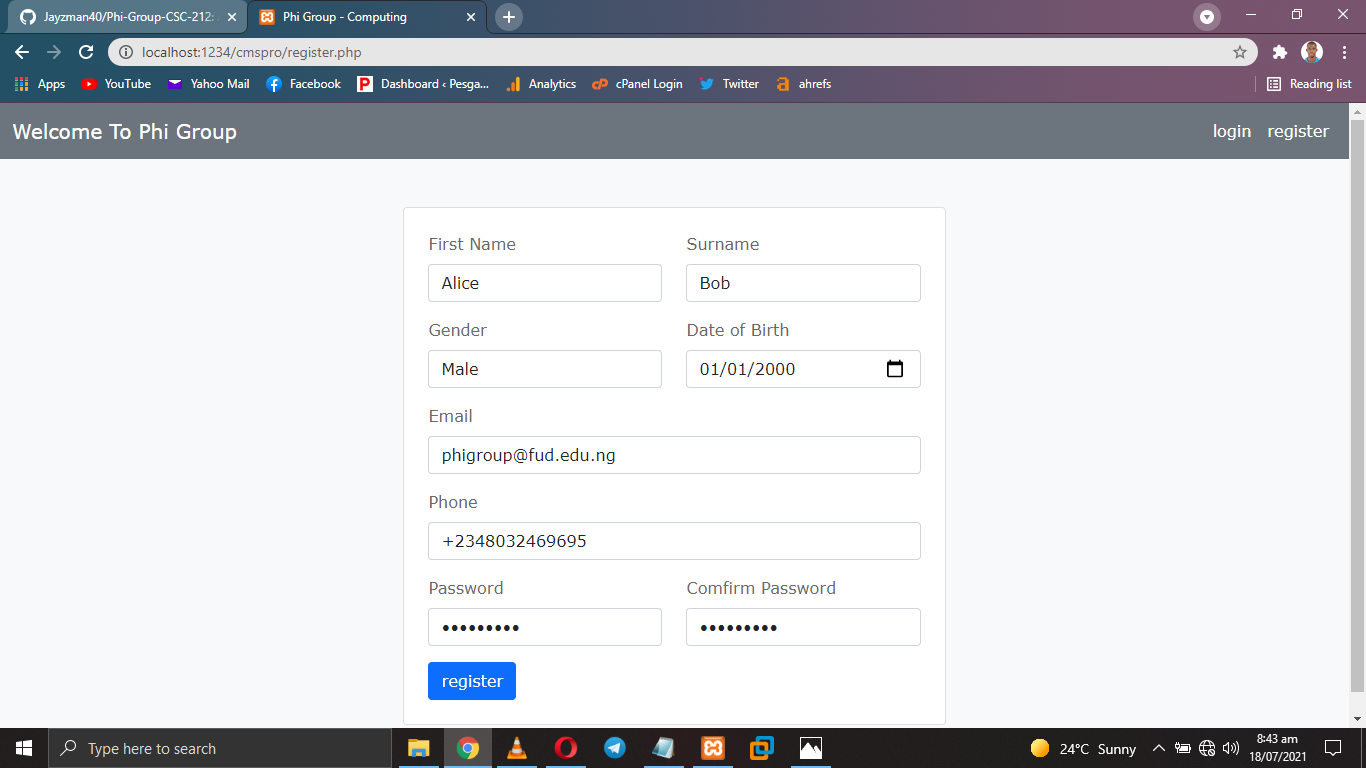 Jayzman40/Phi-Group-CSC-212:
Phi Group - Computing
localhost:1234/cmspro/register.php
Apps YouTube Yahoo Mail Facebook Dashboard ‹ Pesga... Analytics cPanel Login Twitter ahrefs Reading list
Welcome To Phi Group login register
First Name Surname
Alice Bob
Gender Date of Birth
Male 01/01/2000
Email
phigroup@fud.edu.ng
Phone
+2348032469695
Password Comfirm Password
••••••••• •••••••••
register
Type here to search 24°C Sunny 8:43 am
18/07/2021